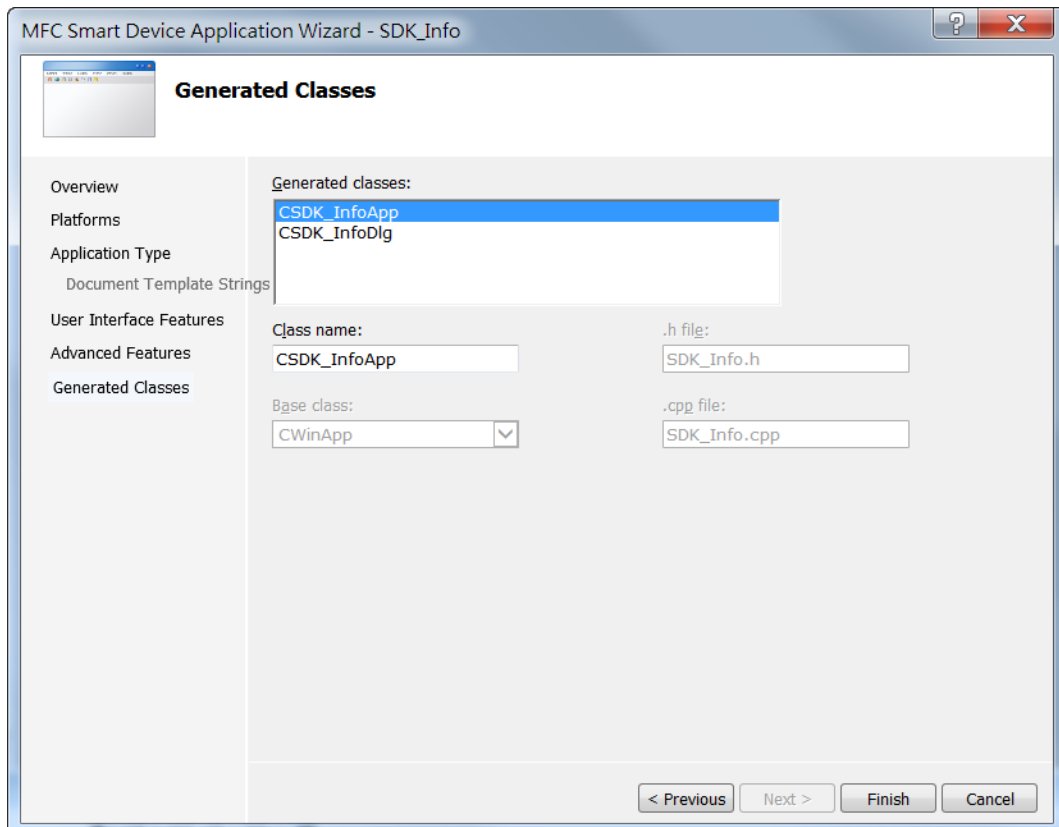 MFC Smart Device Application Wizard - SDK_Info
Generated Classes
Overview
Platforms
Application Type
Document Template Strings
User Interface Features
Advanced Features
Generated Classes
Generated classes:
CSDK_InfoApp
CSDK_InfoDlg
Class name:
.h file:
CSDK_InfoApp
SDK_Info.h
Base class:
.cpp file:
CWinApp
SDK_Info.cpp
< Previous
Next >
Finish
Cancel